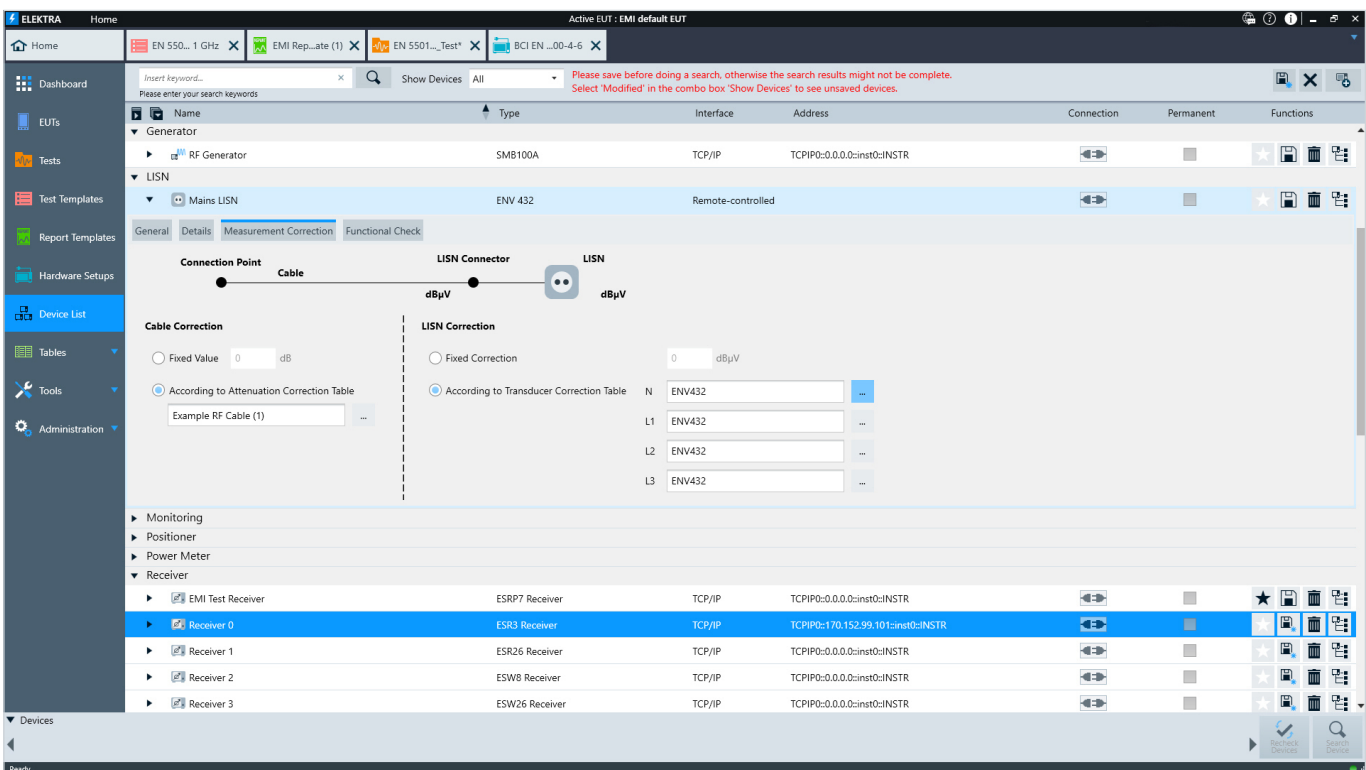 ELEKTRA Home Active EUT : EMI default EUT
Home EN 550... 1 GHz EMI Rep...ate (1) EN 5501..._Test* BCI EN ...00-4-6
Dashboard
EUTs
Tests
Test Templates
Report Templates
Hardware Setups
Device List
Tables
Tools
Administration
Insert keyword... Show Devices All Please save before doing a search, otherwise the search results might not be complete.
Please enter your search keywords Select 'Modified' in the combo box 'Show Devices' to see unsaved devices.
Name Type Interface Address Connection Permanent Functions
Generator
RF Generator SMB100A TCP/IP TCPIP0::0.0.0.0::inst0::INSTR
LISN
Mains LISN ENV 432 Remote-controlled
General Details Measurement Correction Functional Check
Connection Point Cable LISN Connector LISN
dBµV dBµV
Cable Correction LISN Correction
Fixed Value 0 dB Fixed Correction 0 dBµV
According to Attenuation Correction Table According to Transducer Correction Table N ENV432 ...
Example RF Cable (1) ... L1 ENV432 ...
L2 ENV432 ...
L3 ENV432 ...
Monitoring
Positioner
Power Meter
Receiver
EMI Test Receiver ESRP7 Receiver TCP/IP TCPIP0::0.0.0.0::inst0::INSTR
Receiver 0 ESR3 Receiver TCP/IP TCPIP0::170.152.99.101::inst0::INSTR
Receiver 1 ESR26 Receiver TCP/IP TCPIP0::0.0.0.0::inst0::INSTR
Receiver 2 ESW8 Receiver TCP/IP TCPIP0::0.0.0.0::inst0::INSTR
Receiver 3 ESW26 Receiver TCP/IP TCPIP0::0.0.0.0::inst0::INSTR
Devices
Recheck Devices Search Device
Ready